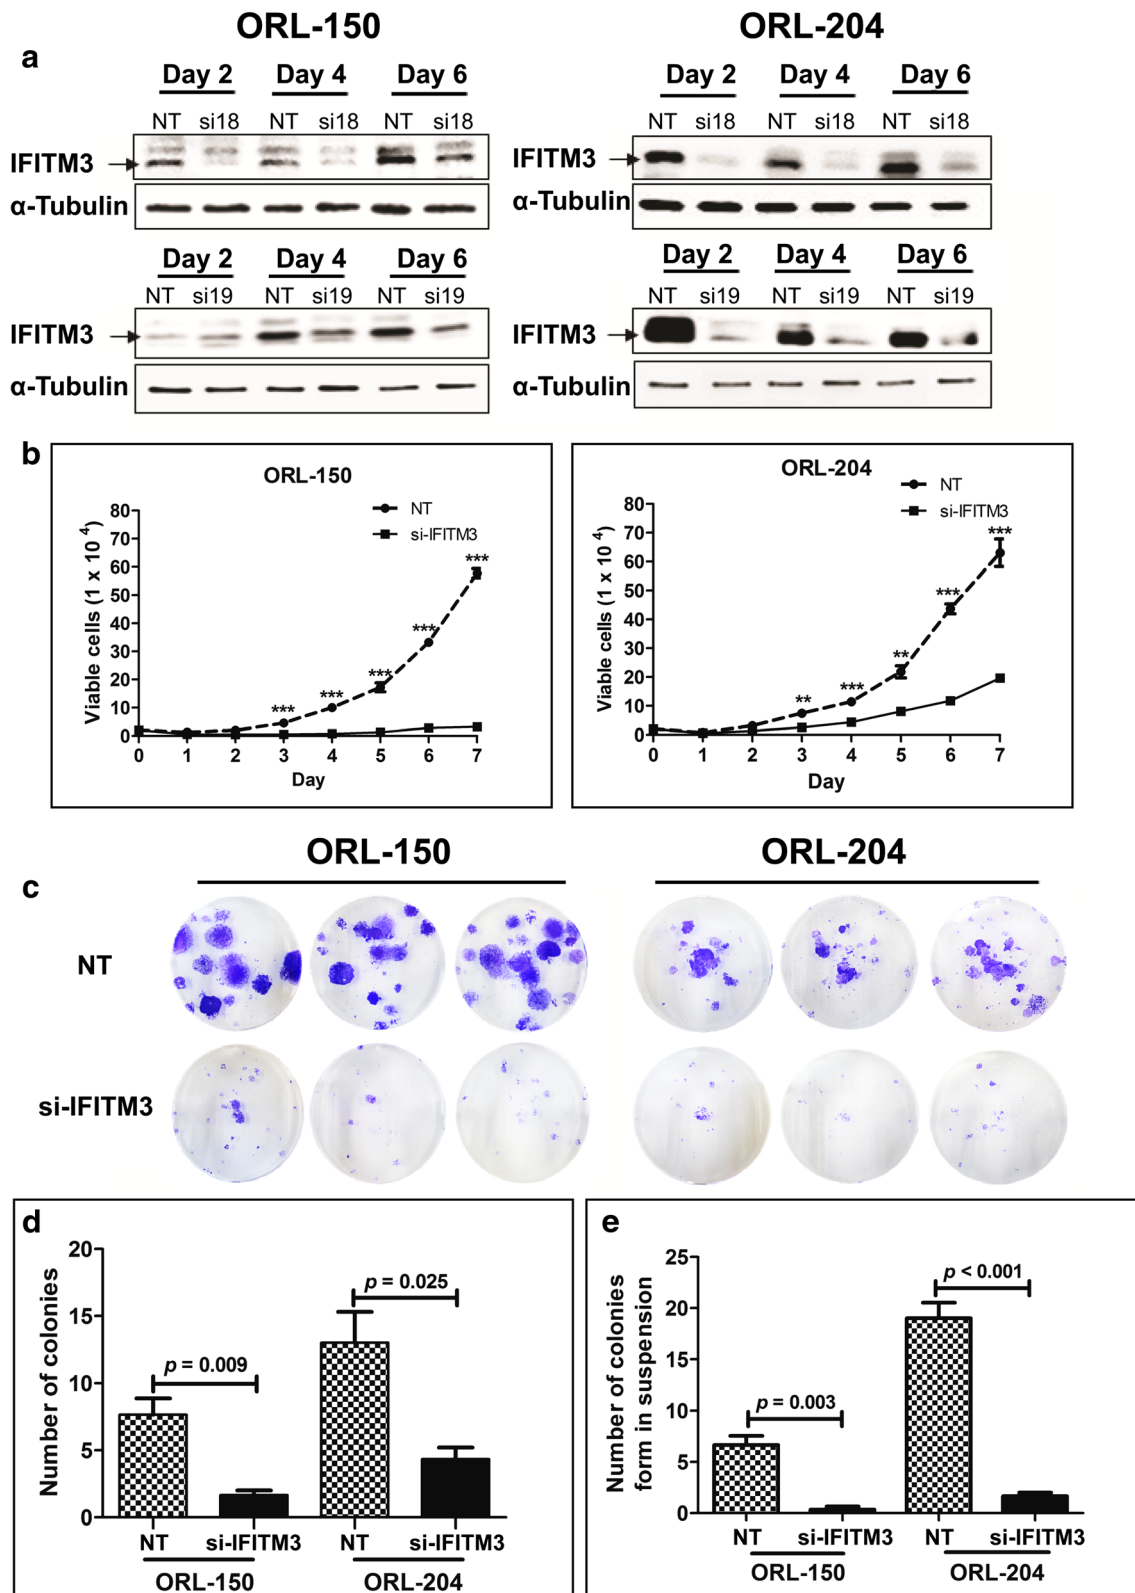 ORL-150
ORL-204
a
Day 2 Day 4 Day 6
NT si18 NT si18 NT si18
IFITM3
α-Tubulin
Day 2 Day 4 Day 6
NT si18 NT si18 NT si18
IFITM3
α-Tubulin
Day 2 Day 4 Day 6
NT si19 NT si19 NT si19
IFITM3
α-Tubulin
Day 2 Day 4 Day 6
NT si19 NT si19 NT si19
IFITM3
α-Tubulin
b
ORL-150
NT
si-IFITM3
Viable cells (1 x 10 4)
80
70
60
50
40
30
20
10
0
*** *** *** *** ***
0 1 2 3 4 5 6 7
Day
ORL-204
NT
si-IFITM3
Viable cells (1 x 10 4)
80
70
60
50
40
30
20
10
0
** *** ** *** ***
0 1 2 3 4 5 6 7
Day
c
ORL-150
ORL-204
NT
si-IFITM3
d
Number of colonies
20
15
10
5
0
p = 0.009
p = 0.025
NT si-IFITM3 NT si-IFITM3
ORL-150 ORL-204
e
Number of colonies
form in suspension
25
20
15
10
5
0
p = 0.003
p < 0.001
NT si-IFITM3 NT si-IFITM3
ORL-150 ORL-204